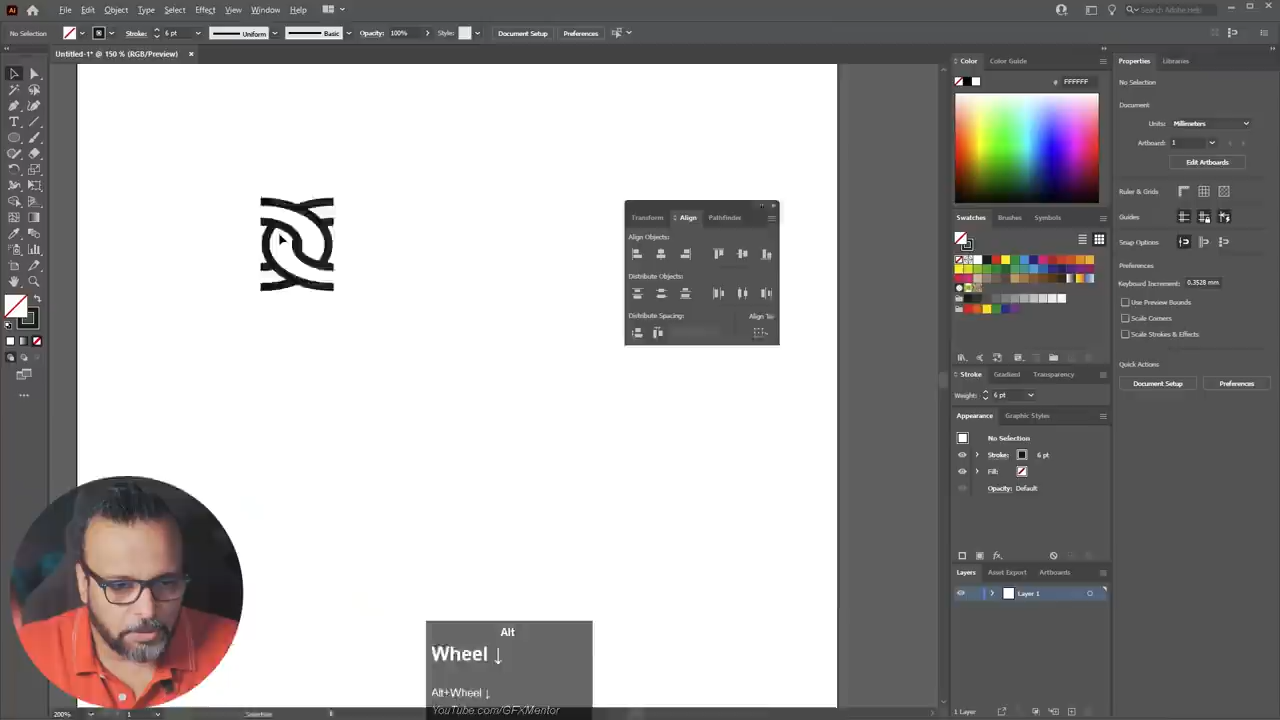 Ai File Edit Object Type Select Effect View Window Help Search Adobe Help
No Selection Stroke: 6 pt Uniform Basic Opacity: 100% Style: Document Setup Preferences
Untitled-1* @ 150 % (RGB/Preview) ×
Color Color Guide
# FFFFFF
Properties Libraries
No Selection
Document
Units: Millimeters
Artboard: 1
Edit Artboards
Ruler & Grids
Guides
Snap Options
Preferences
Keyboard Increment: 0.3528 mm
Use Preview Bounds
Scale Corners
Scale Strokes & Effects
Quick Actions
Document Setup Preferences
Transform Align Pathfinder
Align Objects:
Distribute Objects:
Distribute Spacing: Align To:
Swatches Brushes Symbols
Stroke Gradient Transparency
Weight: 6 pt
Appearance Graphic Styles
No Selection
Stroke: 6 pt
Fill:
Opacity: Default
fx
Layers Asset Export Artboards
Layer 1
1 Layer
Alt
Wheel ↓
Alt+Wheel ↓
YouTube.com/GFXMentor
200% 1 Selection